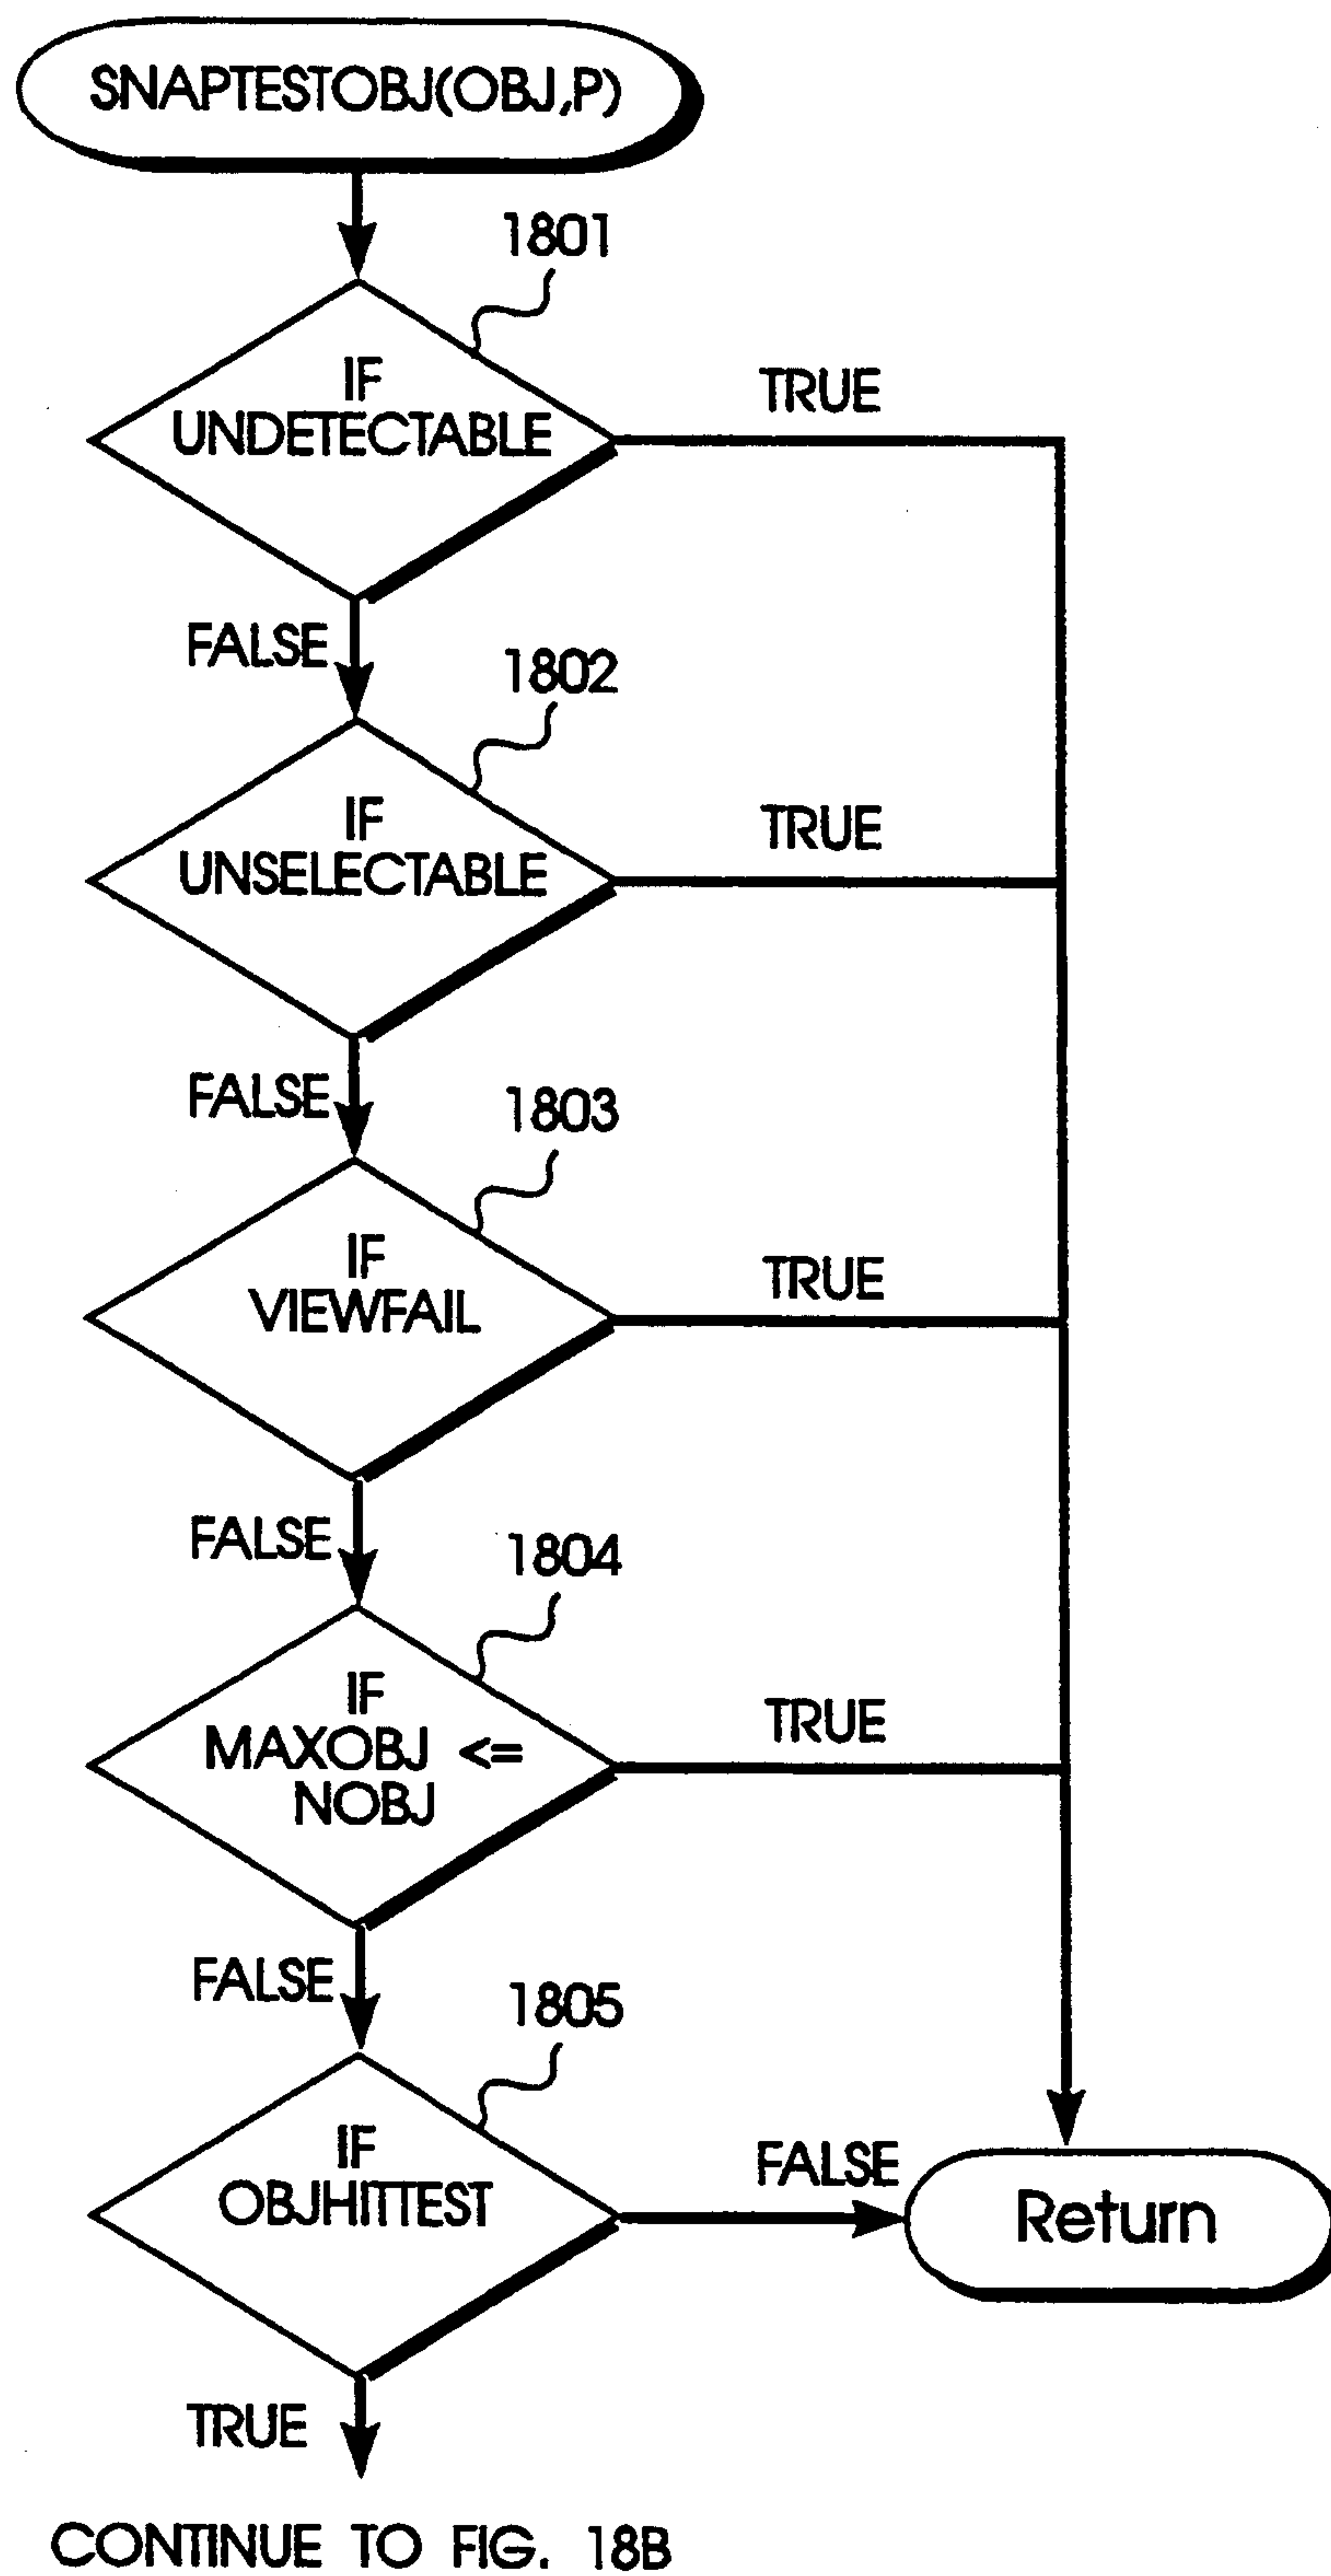 SNAPTESTOBJ(OBJ,P)
1801
IF
UNDETECTABLE
TRUE
FALSE
1802
IF
UNSELECTABLE
TRUE
FALSE
1803
IF
VIEWFAIL
TRUE
FALSE
1804
IF
MAXOBJ <=
NOBJ
TRUE
FALSE
1805
IF
OBJHITTEST
FALSE
Return
TRUE
CONTINUE TO FIG. 18B